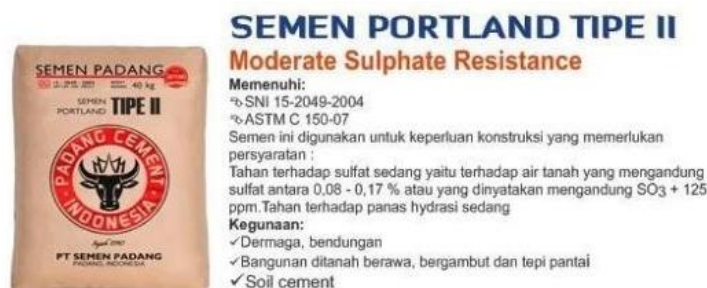 SEMEN PORTLAND TIPE II
Moderate Sulphate Resistance
Memenuhi:
SNI 15-2049-2004
ASTM C 150-07
Semen ini digunakan untuk keperluan konstruksi yang memerlukan
persyaratan :
Tahan terhadap sulfat sedang yaitu terhadap air tanah yang mengandung
sulfat antara 0,08 - 0,17 % atau yang dinyatakan mengandung SO3 + 125
ppm.Tahan terhadap panas hydrasi sedang
Kegunaan:
✓Dermaga, bendungan
✓Bangunan ditanah berawa, bergambut dan tepi pantai
✓Soil cement
SEMEN PADANG
40 kg
SEMEN
PORTLAND TIPE II
PADANG CEMENT
INDONESIA
PT SEMEN PADANG
PADANG, INDONESIA